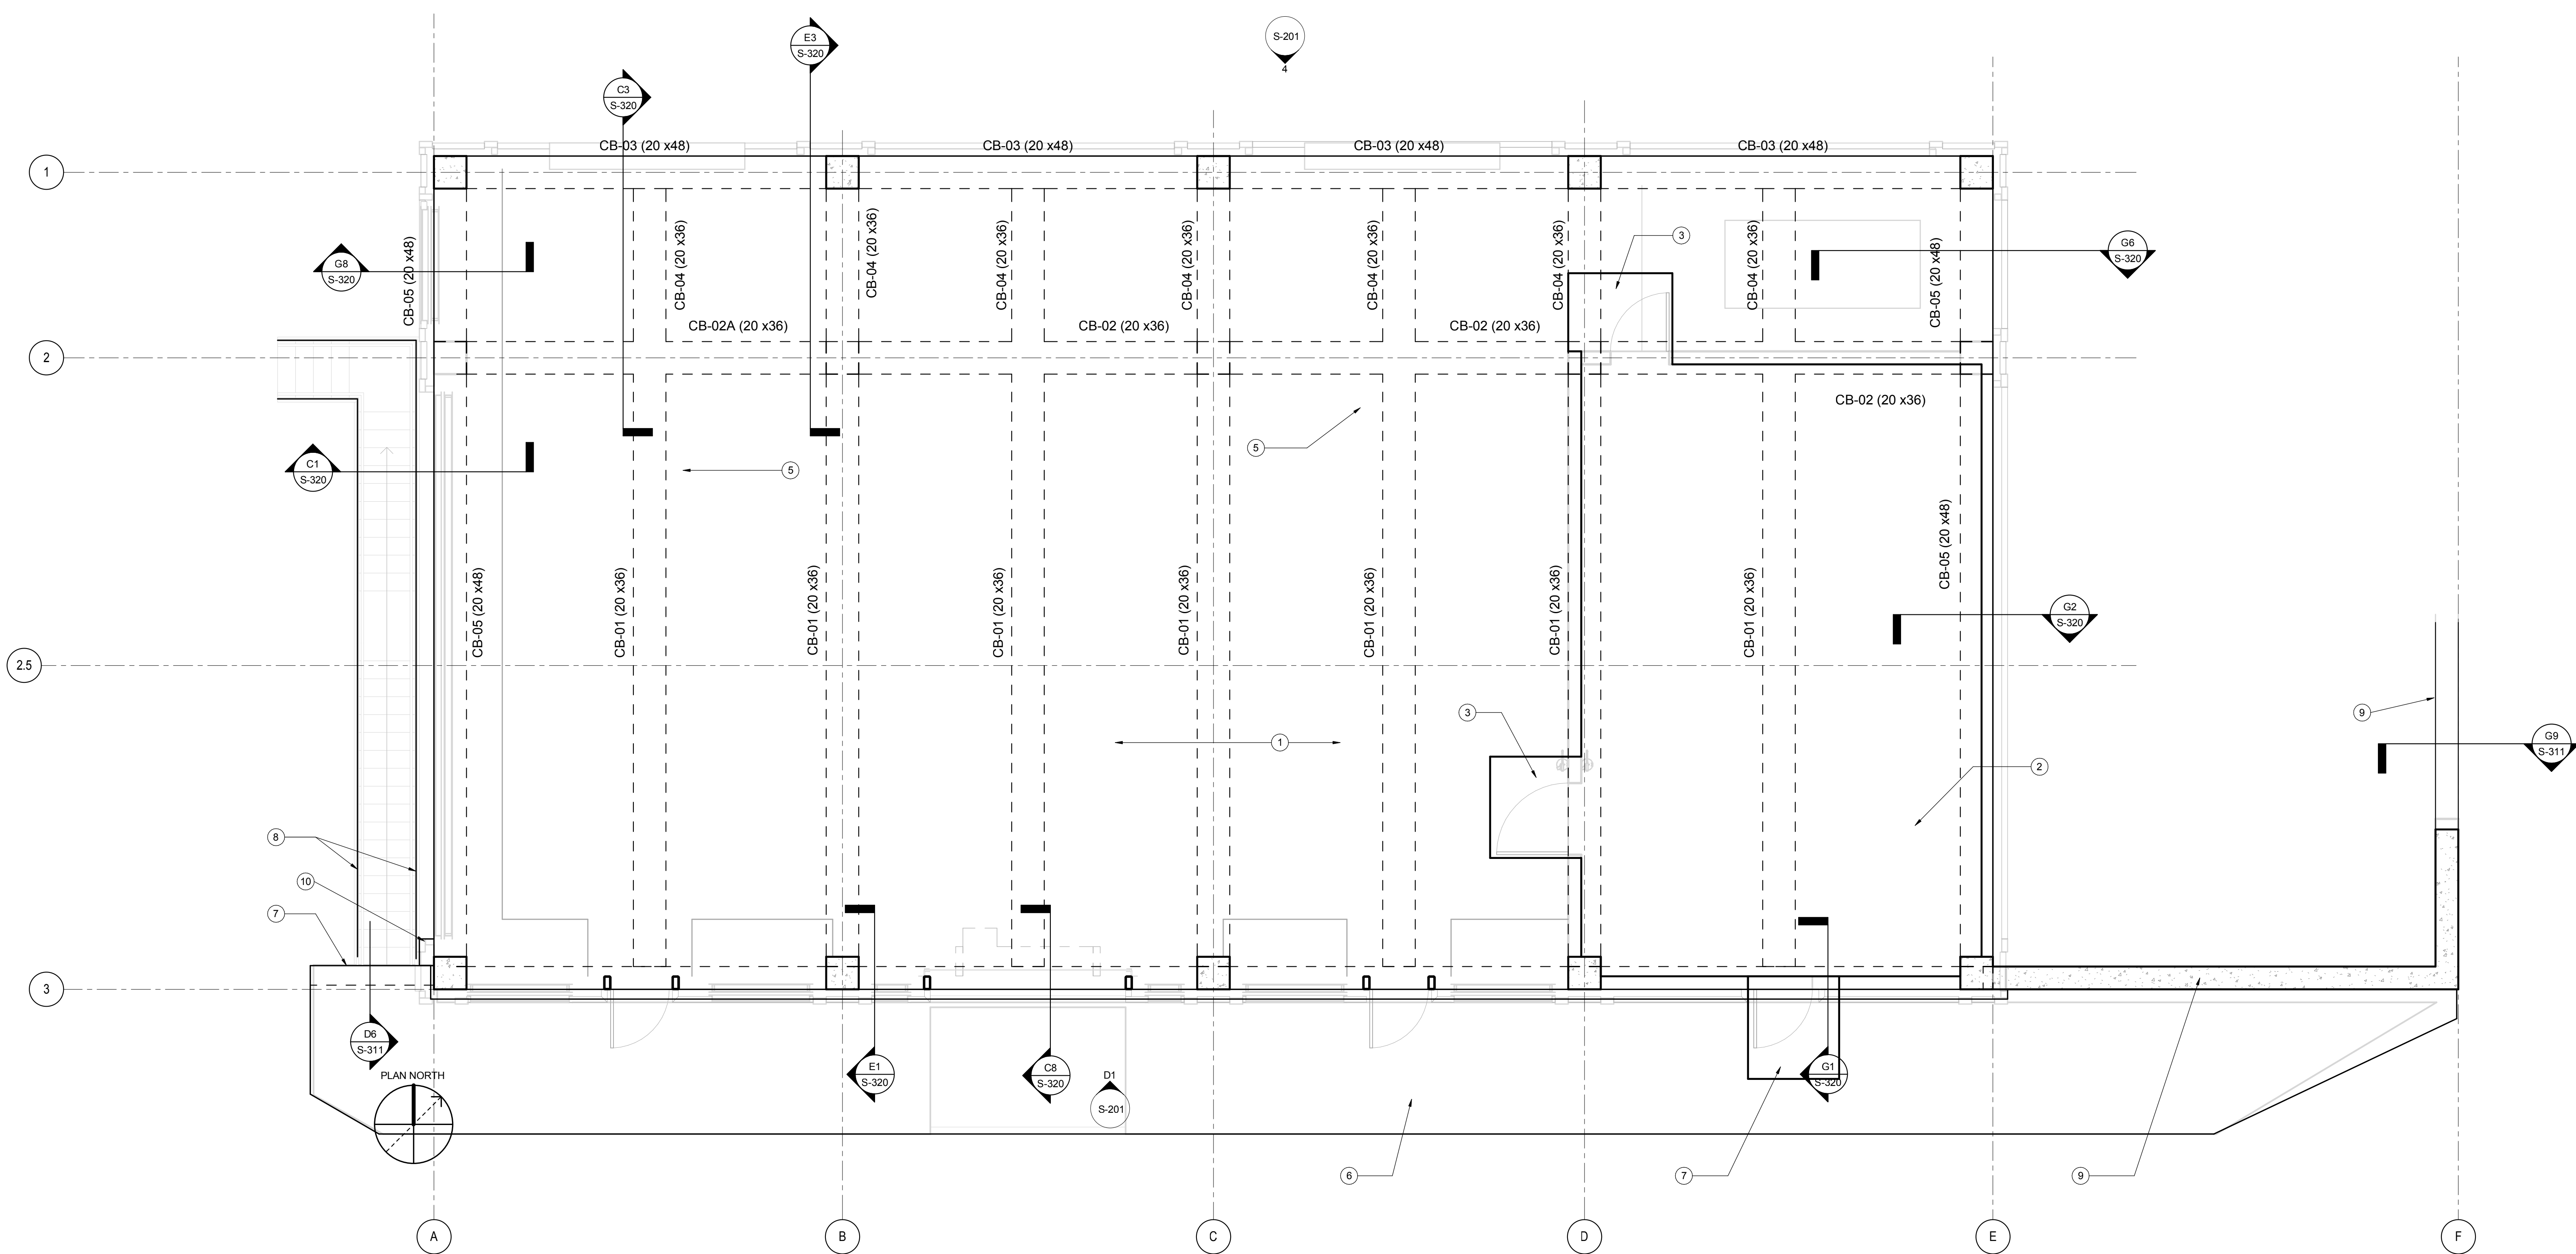 E3
S-320
S-201
4
C3
S-320
CB-03 (20 x48)
CB-03 (20 x48)
CB-03 (20 x48)
CB-03 (20 x48)
1
G8
S-320
CB-05 (20 x48)
CB-04 (20 x36)
CB-04 (20 x36)
CB-04 (20 x36)
CB-04 (20 x36)
CB-04 (20 x36)
CB-04 (20 x36)
3
CB-04 (20 x36)
CB-05 (20 x48)
G6
S-320
CB-02A (20 x36)
CB-02 (20 x36)
CB-02 (20 x36)
2
CB-02 (20 x36)
C1
S-320
5
5
CB-05 (20 x48)
CB-01 (20 x36)
CB-01 (20 x36)
CB-01 (20 x36)
CB-01 (20 x36)
CB-01 (20 x36)
CB-01 (20 x36)
CB-01 (20 x36)
CB-05 (20 x48)
G2
S-320
2.5
3
9
1
G9
S-311
2
8
10
7
3
D6
S-311
PLAN NORTH
E1
S-320
C8
S-320
D1
S-201
G1
S-320
6
7
9
A
B
C
D
E
F